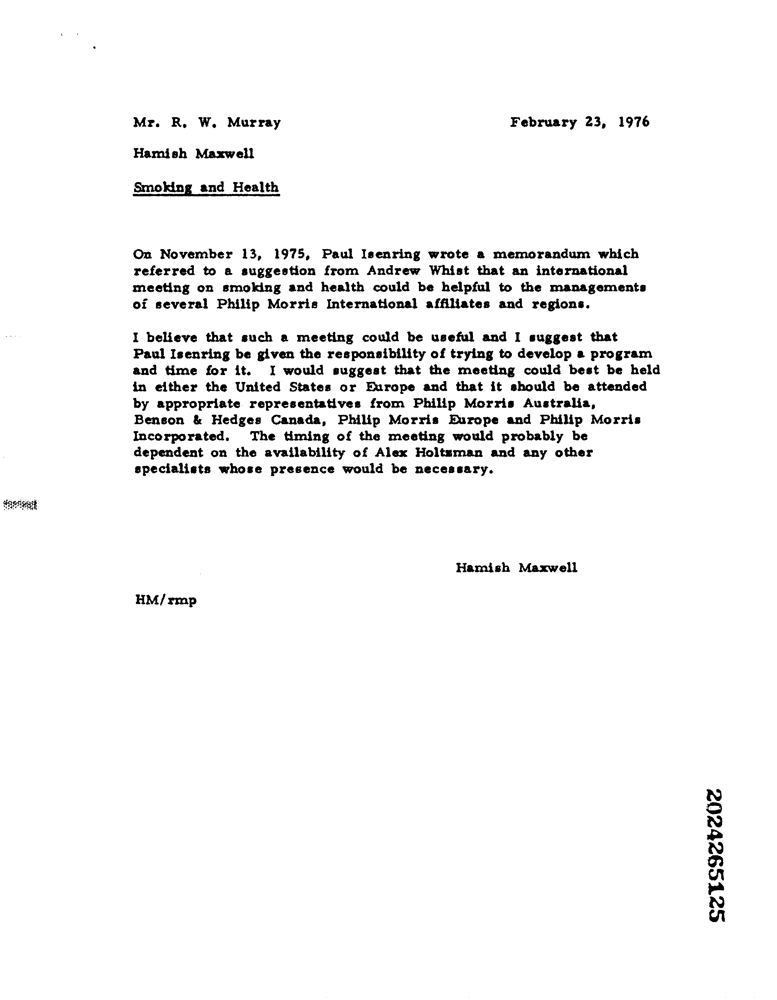 Mr. R. W. Murray February 23, 1976
Hamish Maxwell
Smoking and Health
On November 13, 1975, Paul Isenring wrote a memorandum which
referred to a suggestion from Andrew Whist that an international
meeting on smoking and health could be helpful to the managements
of several Philip Morris International affiliates and regions.
I believe that such a meeting could be useful and I suggest that
Paul Isenring be given the responsibility of trying to develop a program
and time for it. I would suggest that the meeting could best be held
in either the United States or Europe and that it should be attended
by appropriate representatives from Philip Morris Australia,
Benson & Hedges Canada, Philip Morris Europe and Philip Morris
Incorporated. The timing of the meeting would probably be
dependent on the availability of Alex Holtzman and any other
specialists whose presence would be necessary.
Hamish Maxwell
HM/rmp
2024265125